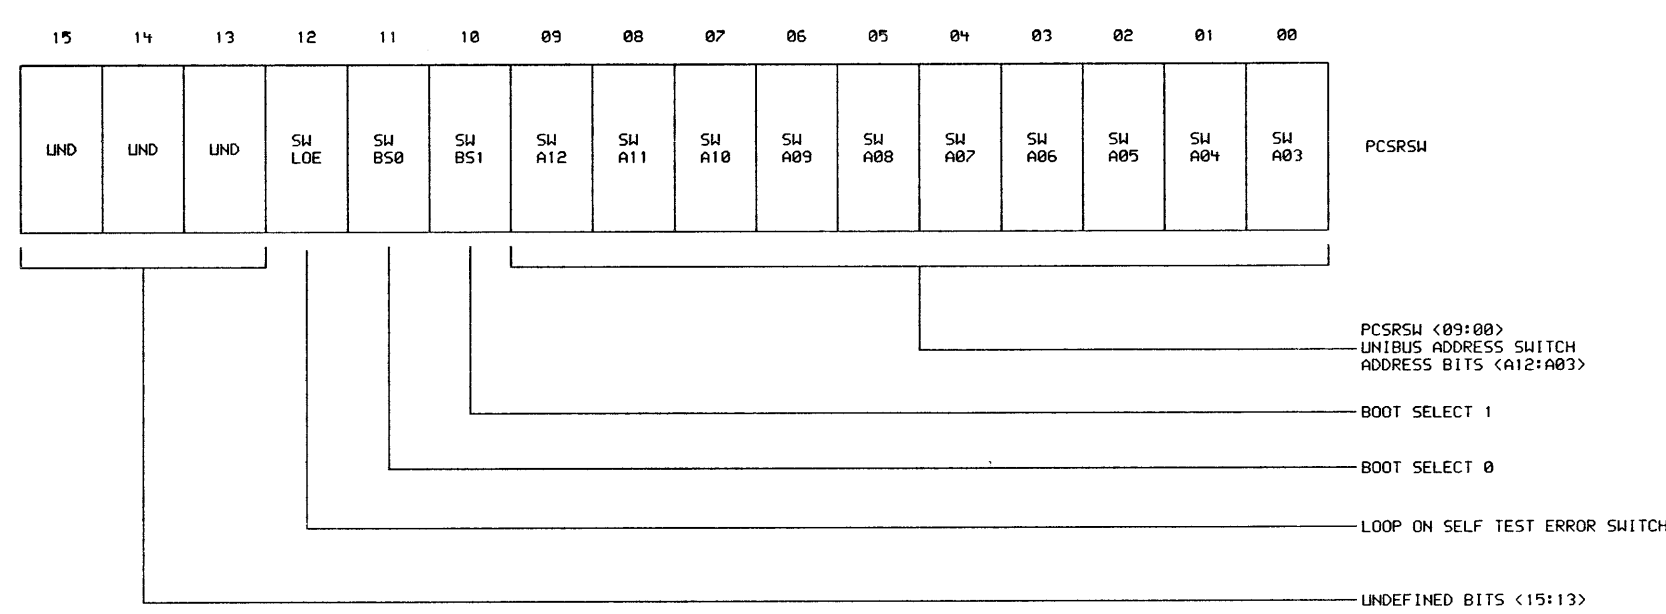 15 14 13 12 11 10 09 08 07 06 05 04 03 02 01 00
UND UND UND SW LOE SW BS0 SW BS1 SW A12 SW A11 SW A10 SW A09 SW A08 SW A07 SW A06 SW A05 SW A04 SW A03 PCSRSW
PCSRSW <09:00>
UNIBUS ADDRESS SWITCH
ADDRESS BITS <A12:A03>
BOOT SELECT 1
BOOT SELECT 0
LOOP ON SELF TEST ERROR SWITCH
UNDEFINED BITS <15:13>